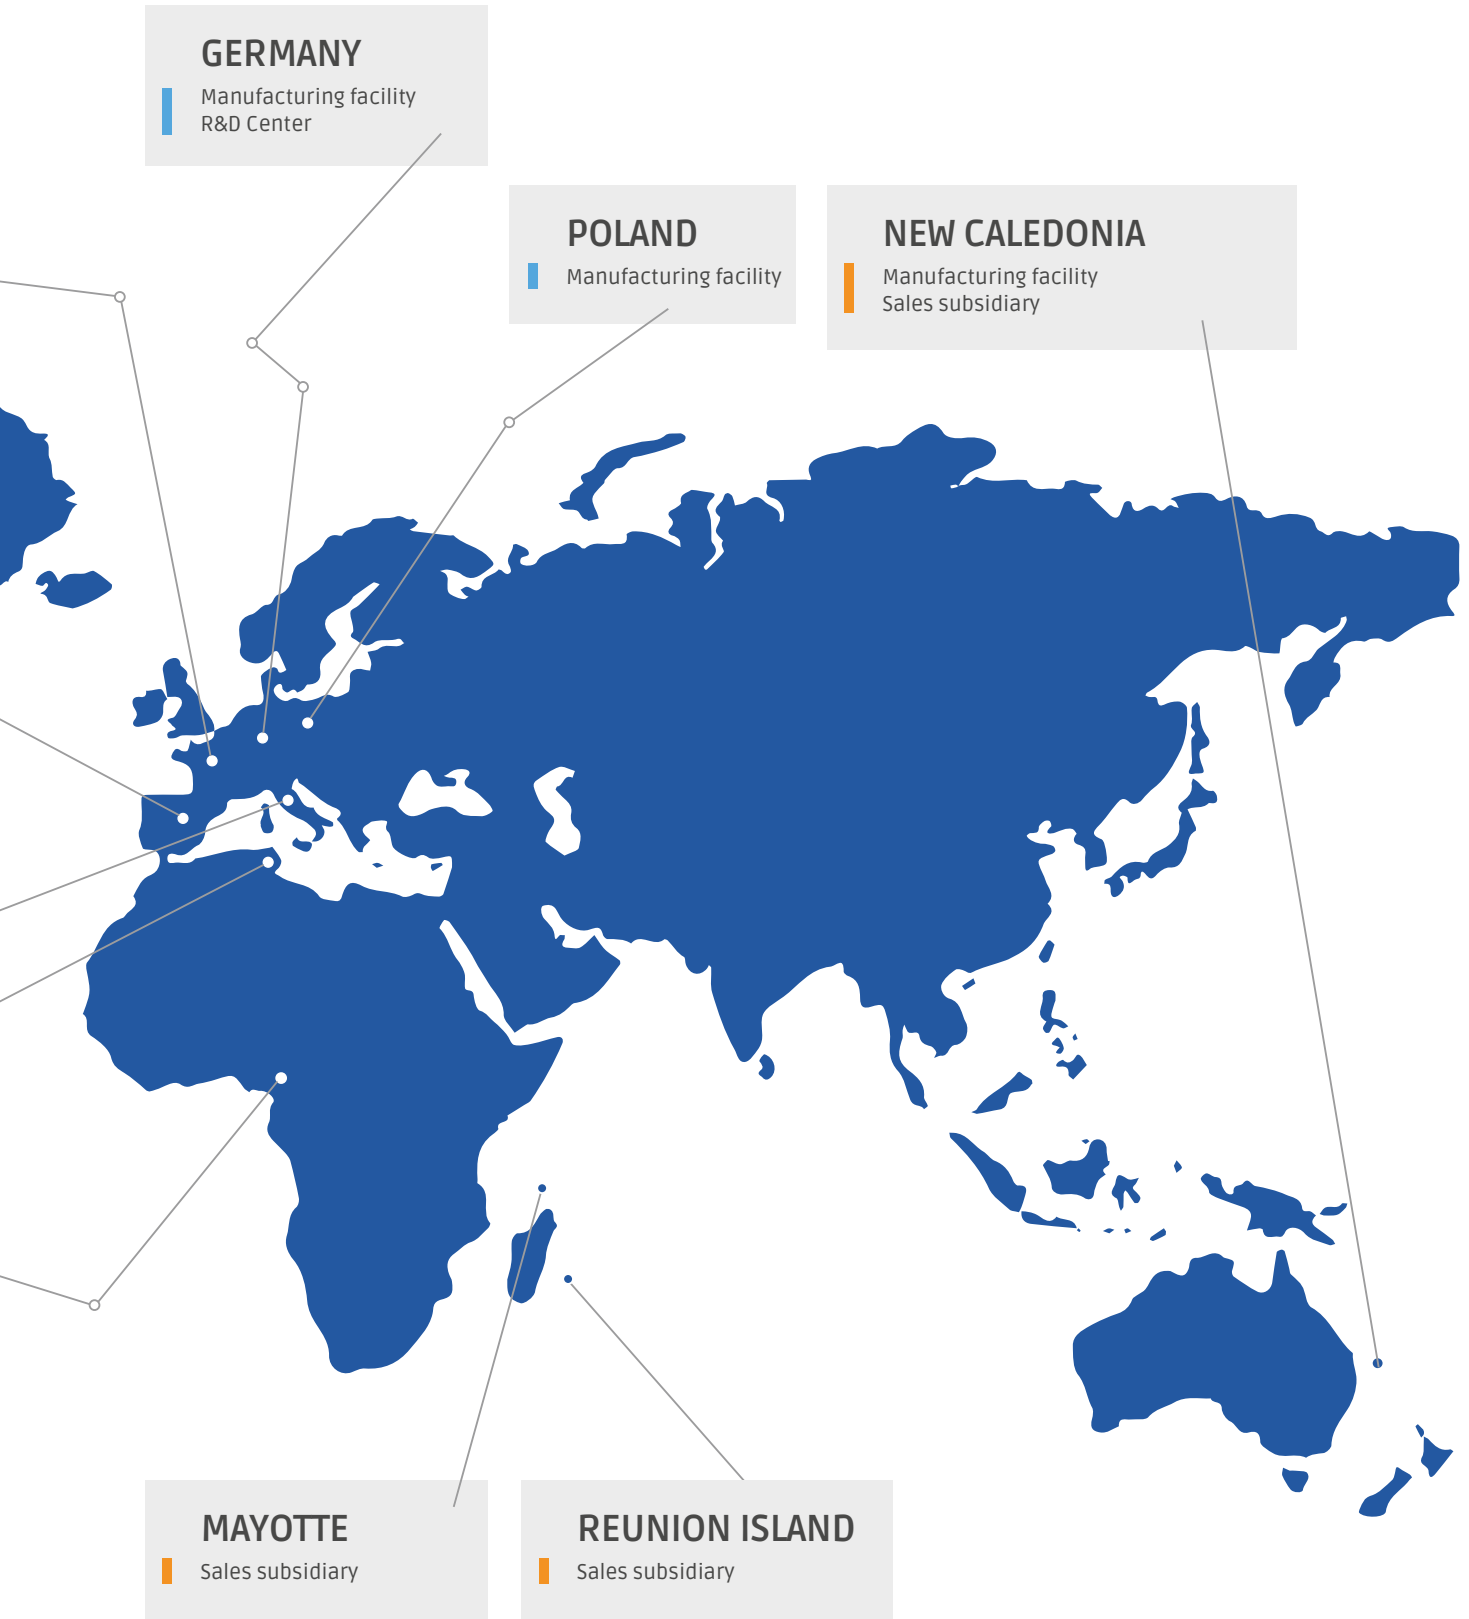 GERMANY
Manufacturing facility
R&D Center
POLAND
Manufacturing facility
NEW CALEDONIA
Manufacturing facility
Sales subsidiary
MAYOTTE
Sales subsidiary
REUNION ISLAND
Sales subsidiary